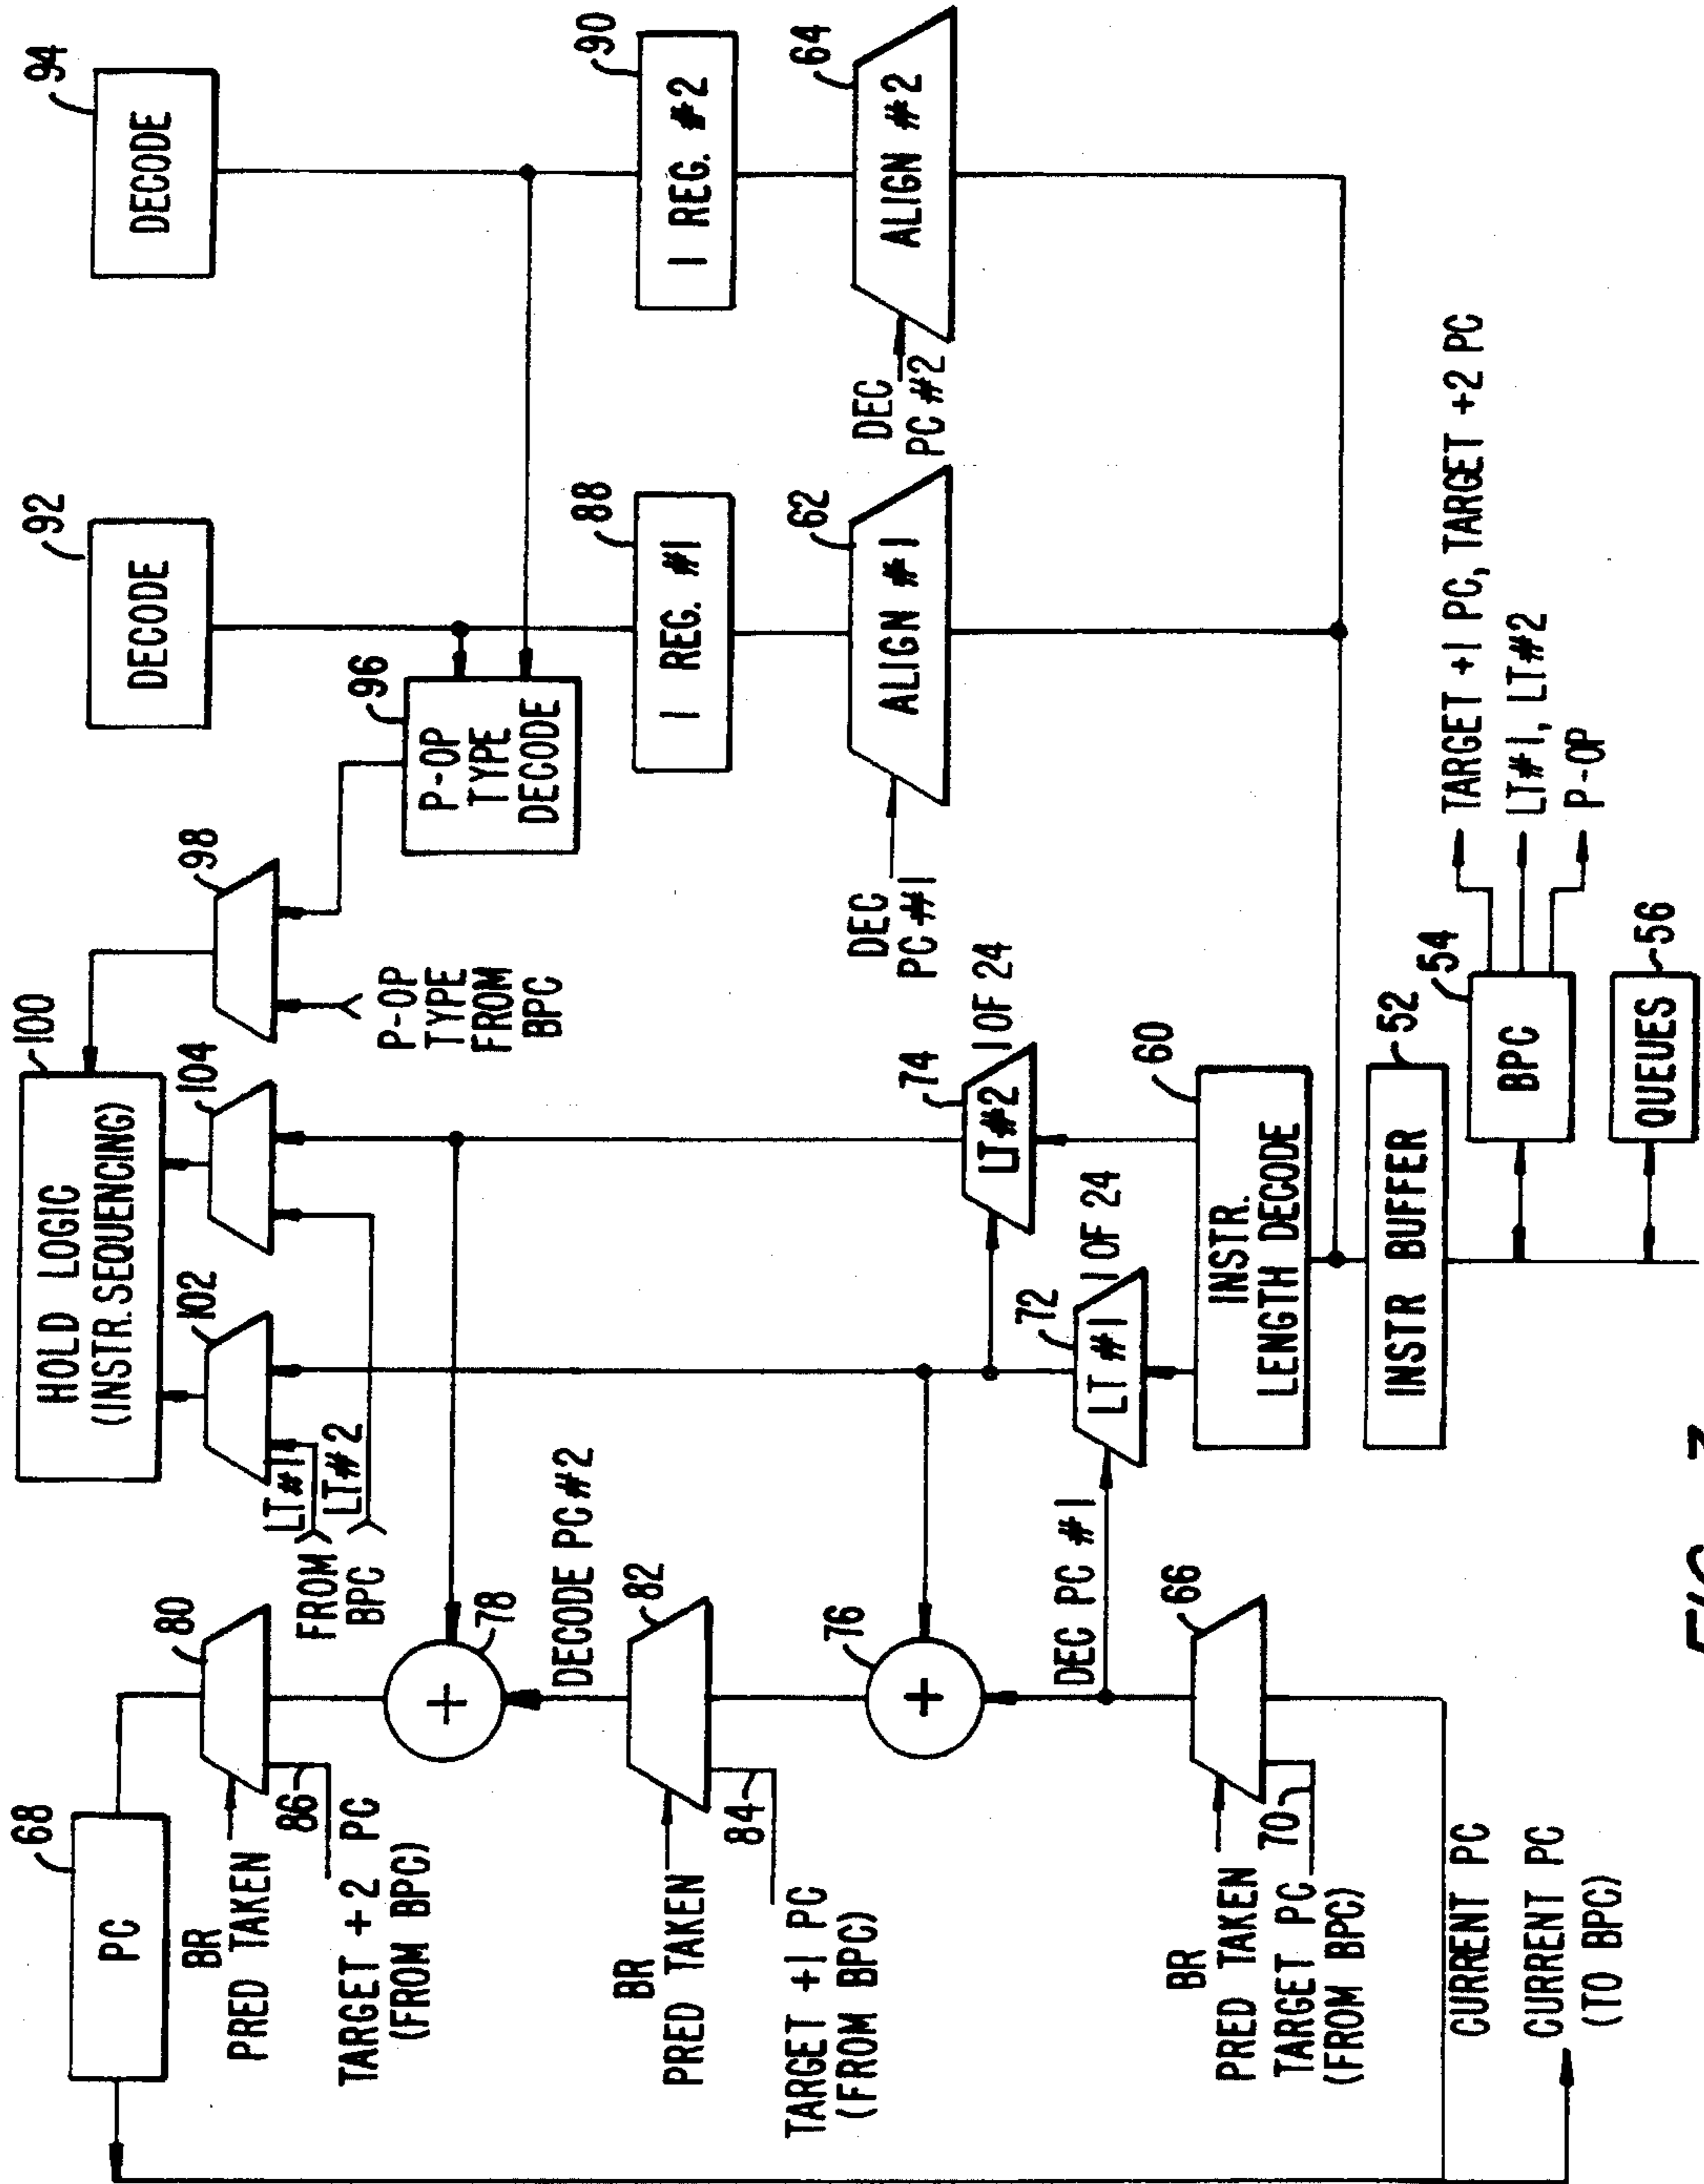 94
DECODE
92
DECODE
100
HOLD LOGIC
(INSTR. SEQUENCING)
68
PC
80
BR
PRED TAKEN
86
TARGET + 2 PC
(FROM BPC)
102
104
98
LT#1
LT#2
FROM
BPC
P-OP
TYPE
FROM
BPC
96
P-OP
TYPE
DECODE
78
+
DECODE PC#2
88
I REG. #1
90
I REG. #2
82
BR
PRED TAKEN
84
TARGET +1 PC
(FROM BPC)
76
+
62
ALIGN #1
64
ALIGN #2
DEC
PC #1
DEC
PC #2
74
LT#2
1 OF 24
72
LT #1
1 OF 24
DEC PC #1
66
BR
PRED TAKEN
70
TARGET PC
(FROM BPC)
60
INSTR.
LENGTH DECODE
52
INSTR BUFFER
54
BPC
TARGET +1 PC, TARGET +2 PC
LT#1, LT#2
P-OP
56
QUEUES
CURRENT PC
CURRENT PC
(TO BPC)